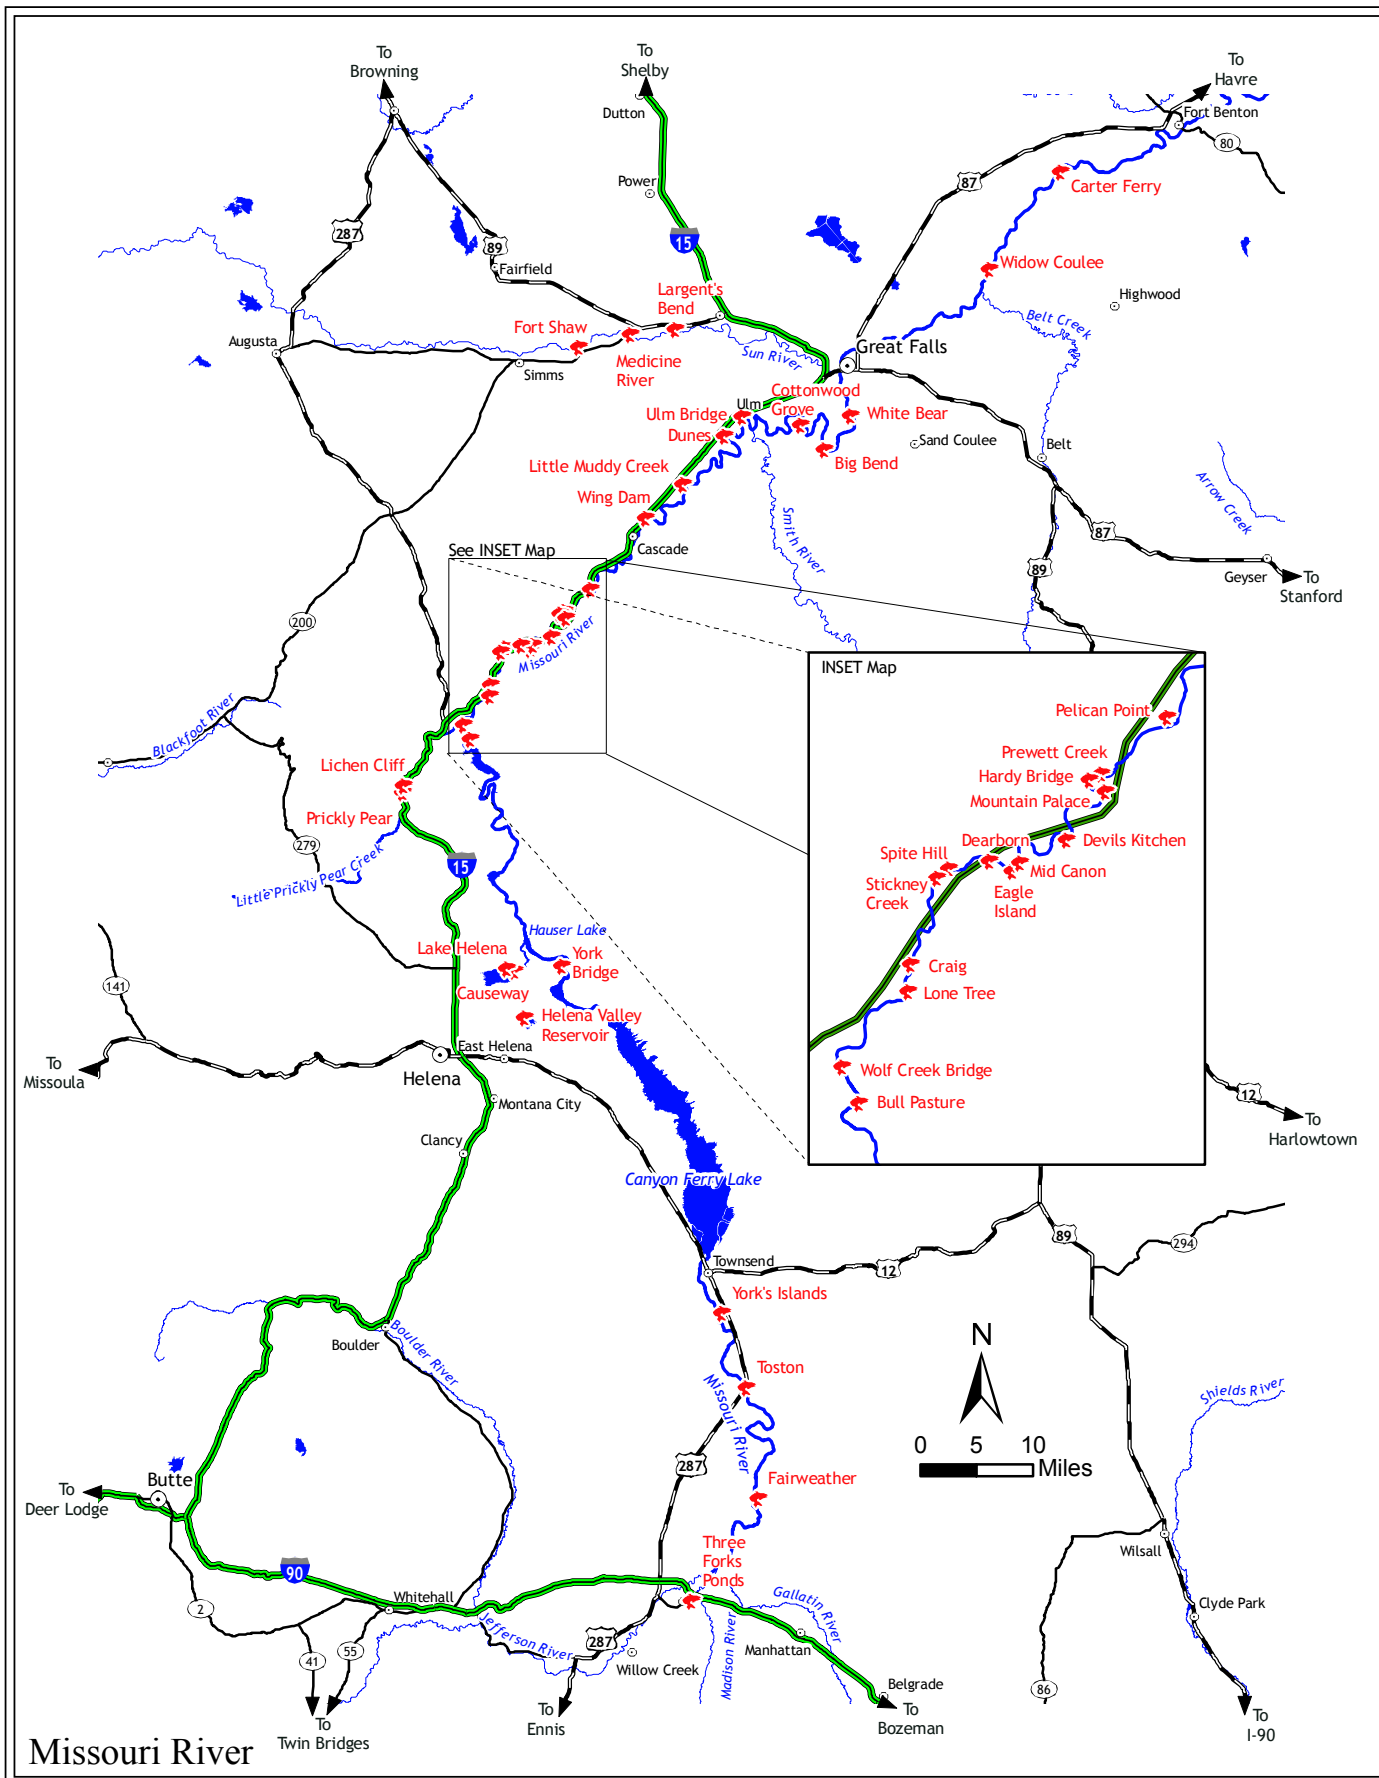 To
Browning
To
Shelby
To
Havre
Dutton
Fort Benton
80
Power
87
Carter Ferry
287
89
15
Fairfield
Widow Coulee
Largent's
Bend
Highwood
Belt Creek
Fort Shaw
Augusta
Medicine
River
Simms
Sun River
Great Falls
Cottonwood
Grove
Ulm
Ulm Bridge
White Bear
Dunes
Sand Coulee
Belt
Big Bend
Little Muddy Creek
Wing Dam
Arrow Creek
Smith River
87
Cascade
See INSET Map
89
Geyser
To
Stanford
200
Missouri River
INSET Map
Pelican Point
Blackfoot River
Prewett Creek
Hardy Bridge
Mountain Palace
Lichen Cliff
Prickly Pear
Dearborn
Devils Kitchen
Spite Hill
Mid Canon
Stickney
Creek
Eagle
Island
279
15
Little Prickly Pear Creek
Hauser Lake
Lake Helena
York
Bridge
Craig
Causeway
Lone Tree
141
Helena Valley
Reservoir
East Helena
To
Missoula
Helena
Wolf Creek Bridge
Montana City
Bull Pasture
12
To
Harlowtown
Clancy
Canyon Ferry Lake
89
294
Townsend
12
York's Islands
Boulder
Boulder River
N
Toston
Missouri River
Shields River
0
5
10
Miles
287
To
Deer Lodge
Butte
Fairweather
Three
Forks
Ponds
Wilsall
90
Whitehall
Gallatin River
2
Clyde Park
Jefferson River
287
Madison River
Manhattan
55
41
Willow Creek
86
Belgrade
To
Twin Bridges
To
Ennis
To
Bozeman
To
I-90
Missouri River